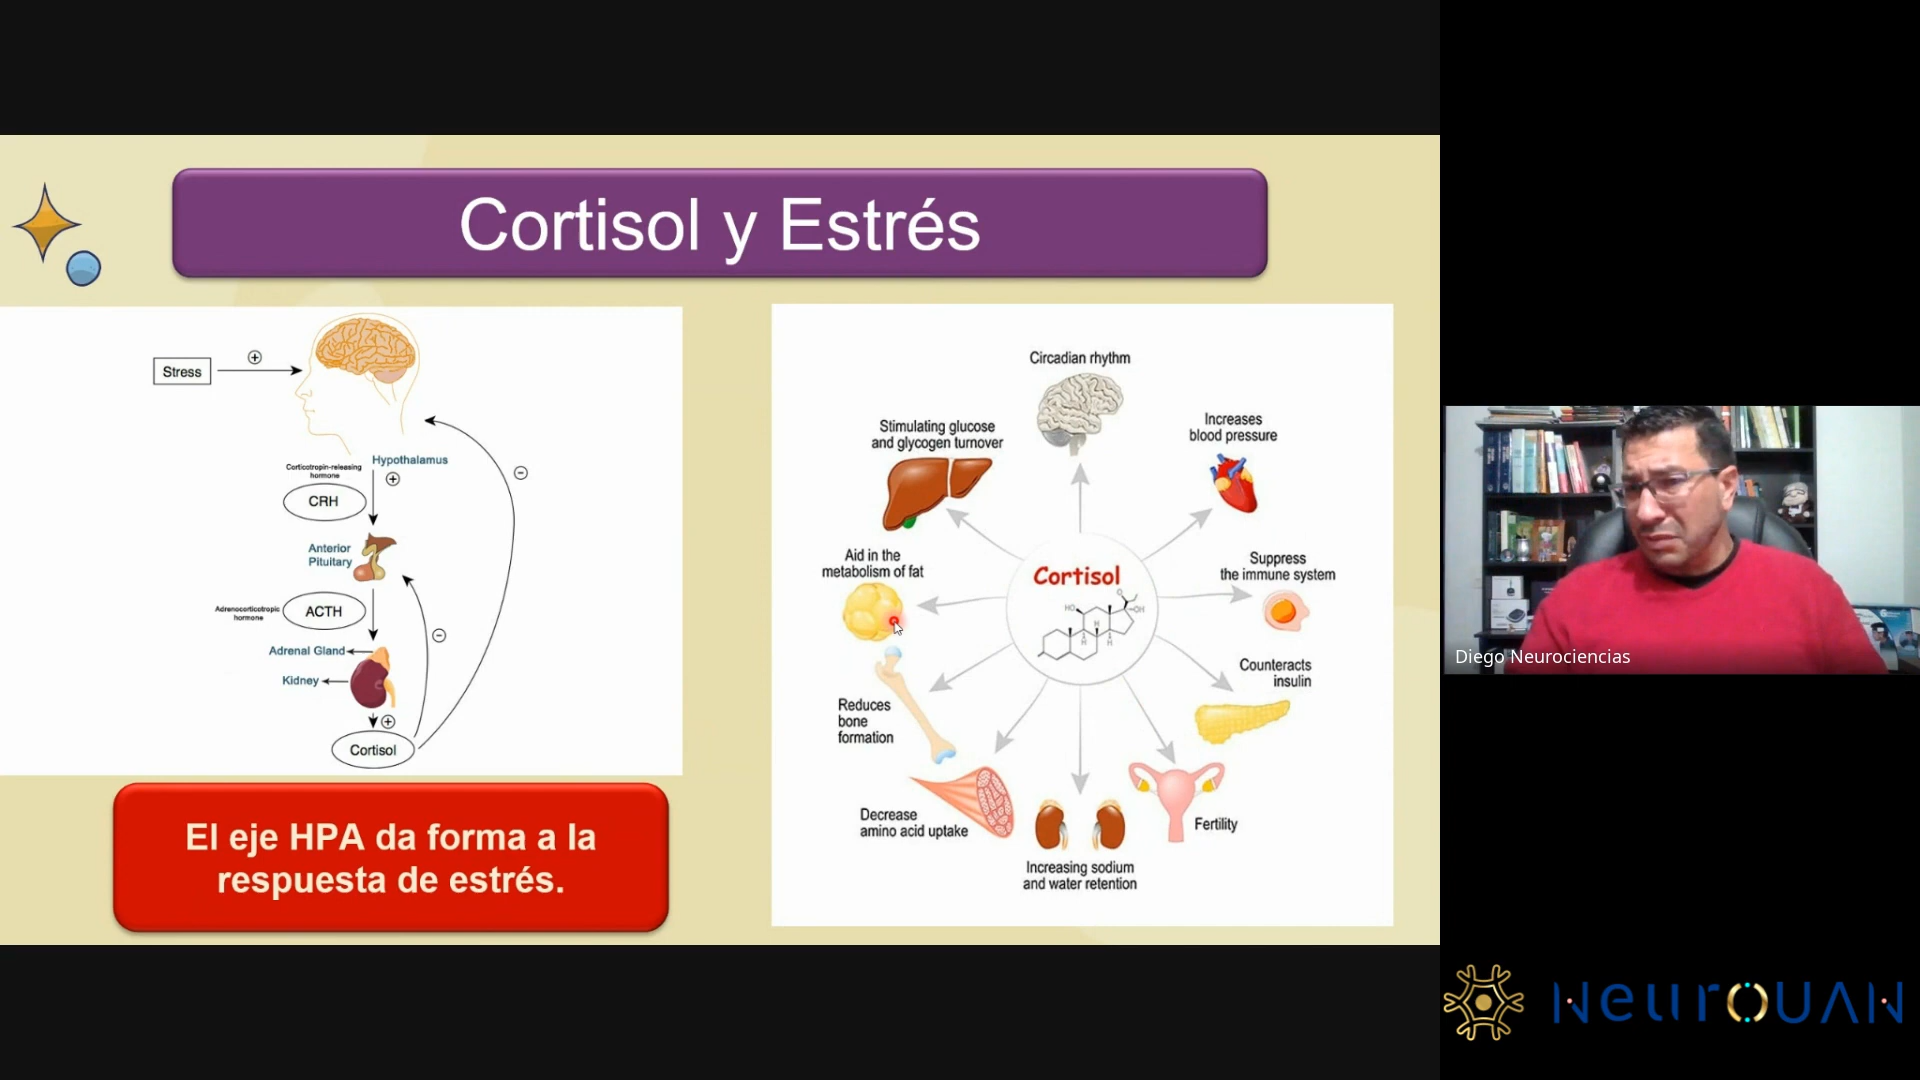 Cortisol y Estrés
Stress
Hypothalamus
Corticotropin-releasing
hormone
CRH
Anterior
Pituitary
Adrenocorticotropic
hormone
ACTH
Adrenal Gland
Kidney
Cortisol
El eje HPA da forma a la
respuesta de estrés.
Circadian rhythm
Stimulating glucose
and glycogen turnover
Increases
blood pressure
Aid in the
metabolism of fat
Suppress
the immune system
Cortisol
O
OH
HO
H
H
H
Counteracts
insulin
Reduces
bone
formation
Decrease
amino acid uptake
Fertility
Increasing sodium
and water retention
Diego Neurociencias
NeurOUAN